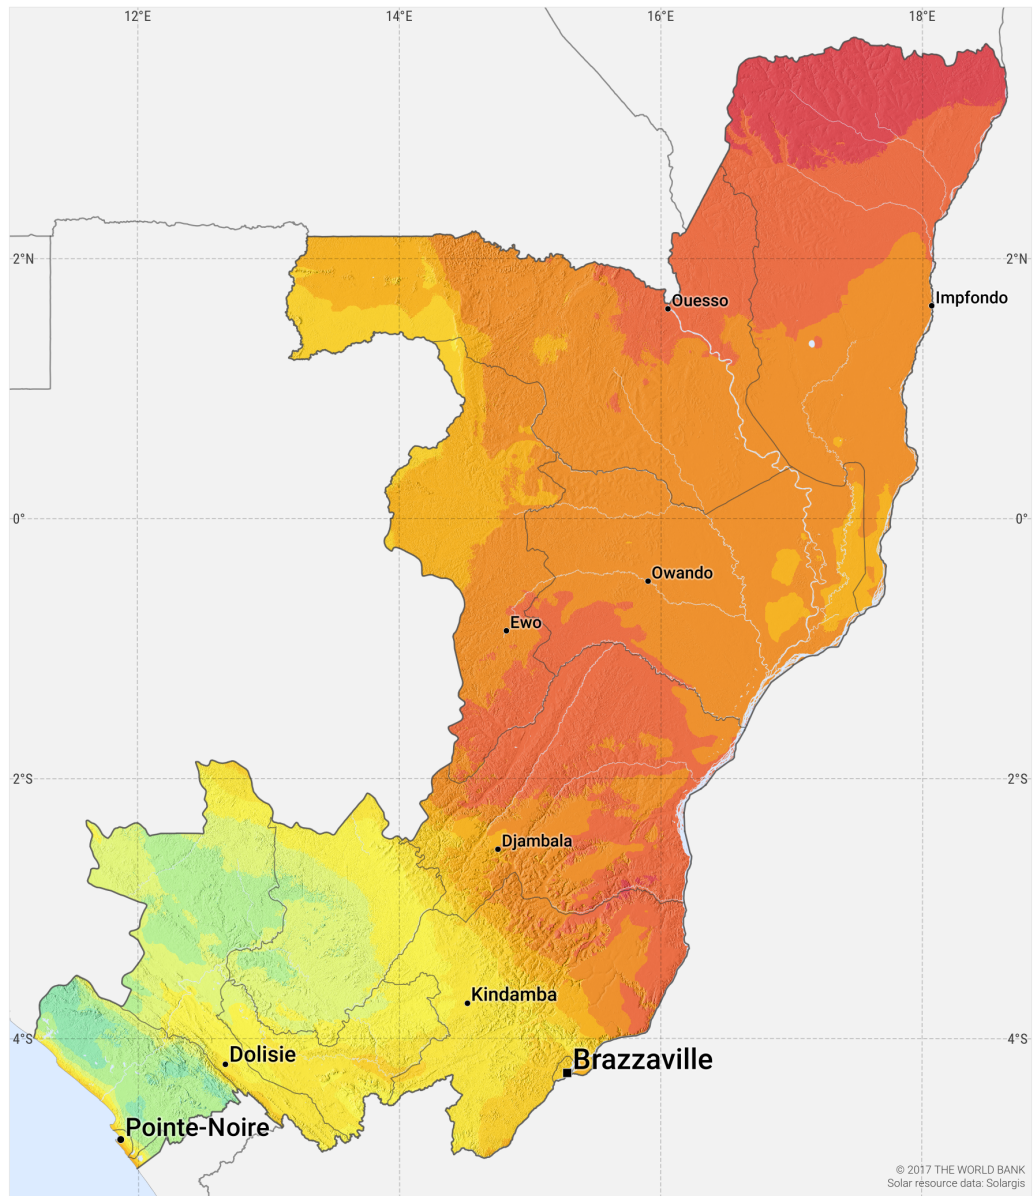 12°E 14°E 16°E 18°E
2°N 2°N
Impfondo
Ouesso
0° 0°
Owando
Ewo
2°S 2°S
Djambala
Kindamba
4°S 4°S
Dolisie
Brazzaville
Pointe-Noire
© 2017 THE WORLD BANK
Solar resource data: Solargis